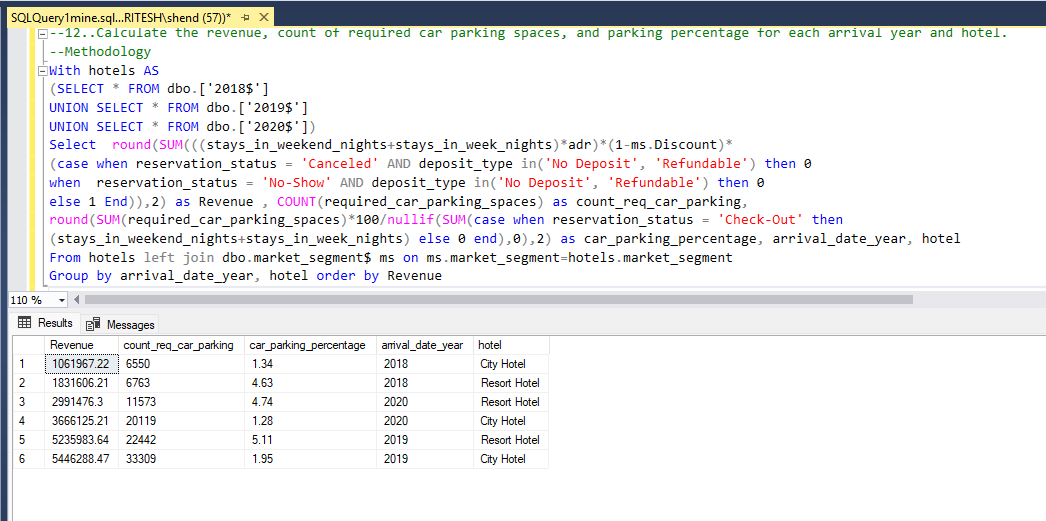 SQLQuery1mine.sql...RITESH\shend (57))*
--12..Calculate the revenue, count of required car parking spaces, and parking percentage for each arrival year and hotel.
--Methodology
With hotels AS
(SELECT * FROM dbo.['2018$']
UNION SELECT * FROM dbo.['2019$']
UNION SELECT * FROM dbo.['2020$'])
Select  round(SUM(((stays_in_weekend_nights+stays_in_week_nights)*adr)*(1-ms.Discount)*
(case when reservation_status = 'Canceled' AND deposit_type in('No Deposit', 'Refundable') then 0
when  reservation_status = 'No-Show' AND deposit_type in('No Deposit', 'Refundable') then 0
else 1 End)),2) as Revenue , COUNT(required_car_parking_spaces) as count_req_car_parking,
round(SUM(required_car_parking_spaces)*100/nullif(SUM(case when reservation_status = 'Check-Out' then
(stays_in_weekend_nights+stays_in_week_nights) else 0 end),0),2) as car_parking_percentage, arrival_date_year, hotel
From hotels left join dbo.market_segment$ ms on ms.market_segment=hotels.market_segment
Group by arrival_date_year, hotel order by Revenue
110 %
Results Messages
Revenue count_req_car_parking car_parking_percentage arrival_date_year hotel
1 1061967.22 6550 1.34 2018 City Hotel
2 1831606.21 6763 4.63 2018 Resort Hotel
3 2991476.3 11573 4.74 2020 Resort Hotel
4 3666125.21 20119 1.28 2020 City Hotel
5 5235983.64 22442 5.11 2019 Resort Hotel
6 5446288.47 33309 1.95 2019 City Hotel